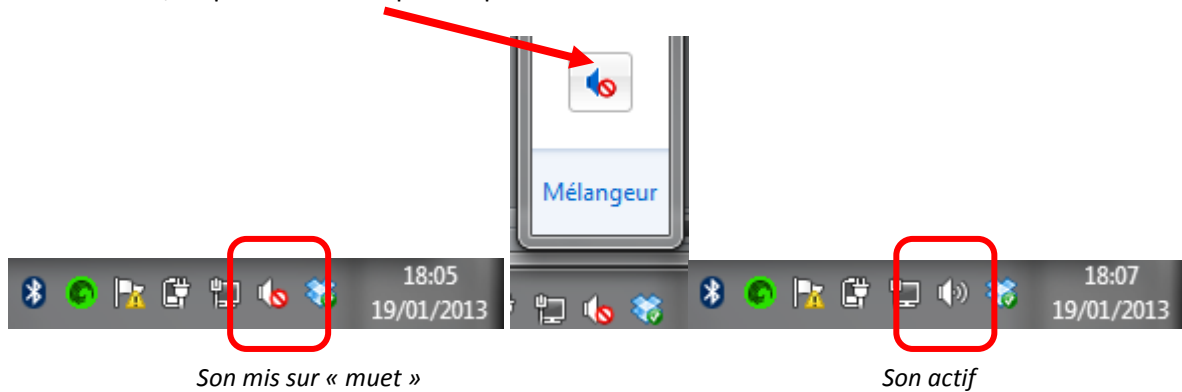 Mélangeur
18:05
19/01/2013
18:07
19/01/2013
Son mis sur « muet »
Son actif